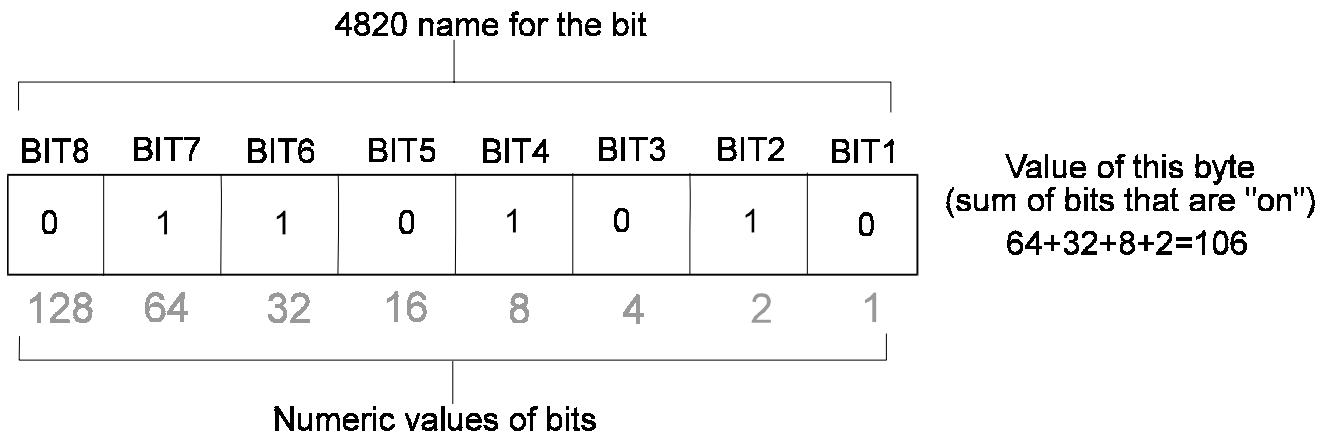 4820 name for the bit
BIT8 BIT7 BIT6 BIT5 BIT4 BIT3 BIT2 BIT1
0 1 1 0 1 0 1 0
128 64 32 16 8 4 2 1
Numeric values of bits
Value of this byte
(sum of bits that are "on")
64+32+8+2=106